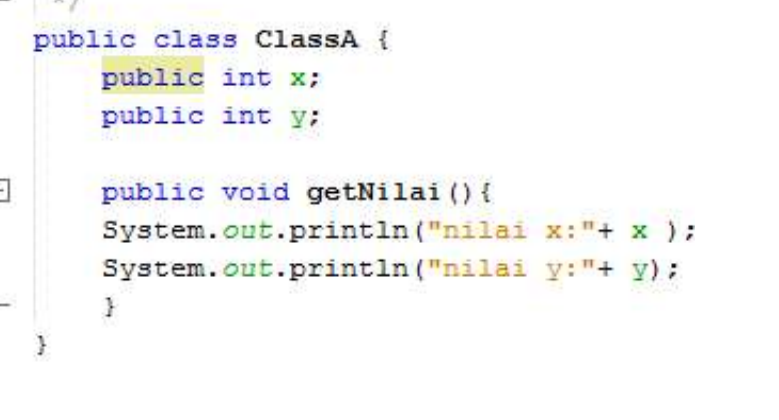 */
public class ClassA {
public int x;
public int y;
public void getNilai(){
System.out.println("nilai x:"+ x );
System.out.println("nilai y:"+ y);
}
}